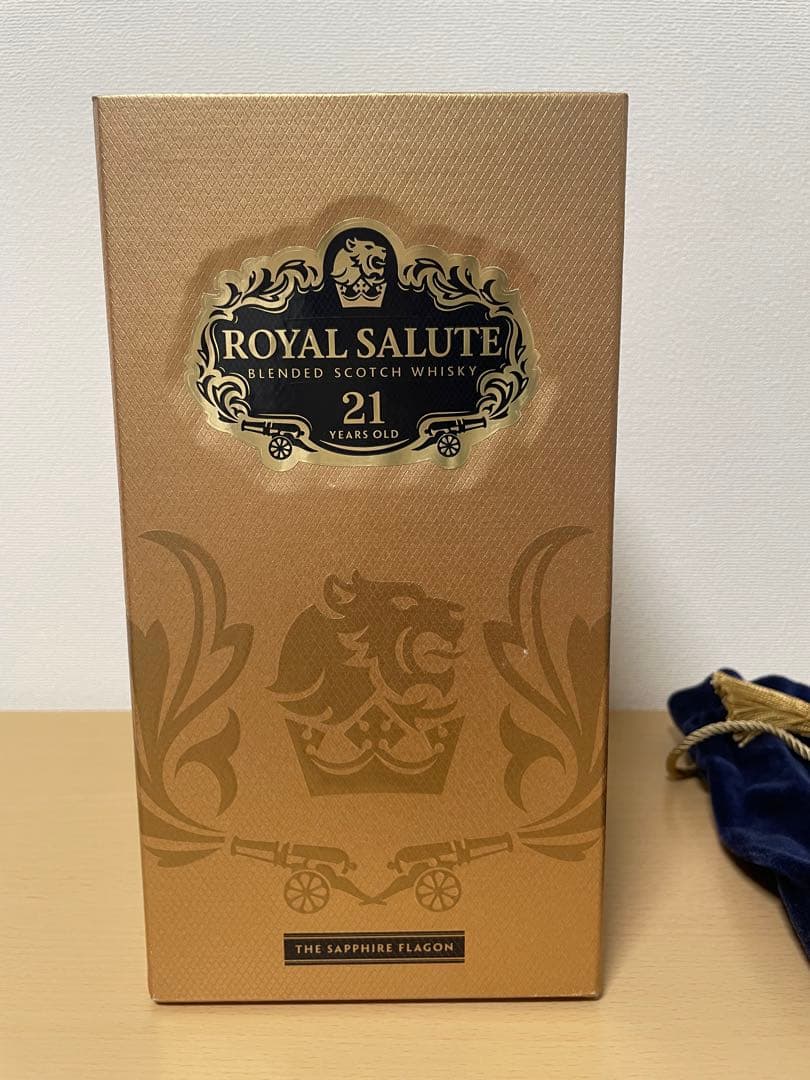 ROYAL SALUTE
BLENDED SCOTCH WHISKY
21
YEARS OLD
THE SAPPHIRE FLAGON